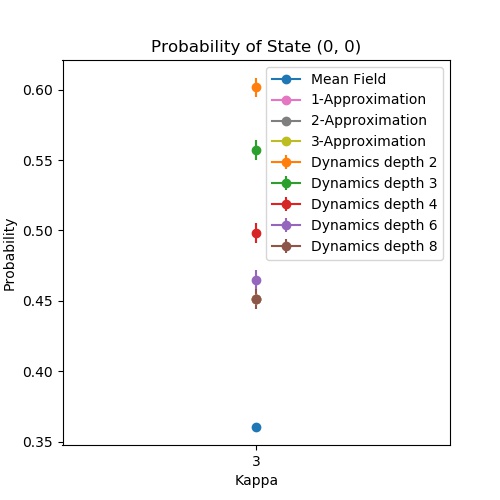 Probability of State (0, 0)
Mean Field
1-Approximation
2-Approximation
3-Approximation
Dynamics depth 2
Dynamics depth 3
Dynamics depth 4
Dynamics depth 6
Dynamics depth 8
0.60
0.55
0.50
0.45
0.40
0.35
Probability
3
Kappa